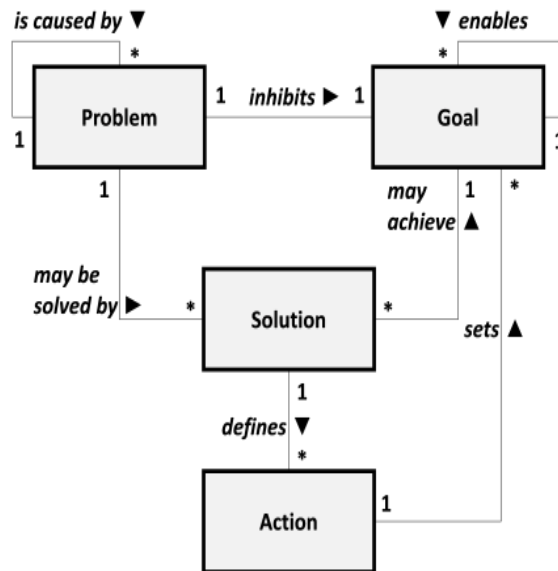 is caused by ▼
▼ enables
*
*
Problem
1
inhibits ►
1
Goal
1
1
1
may
1
*
achieve ▲
may be
solved by ►
*
Solution
*
sets ▲
1
defines ▼
*
Action
1